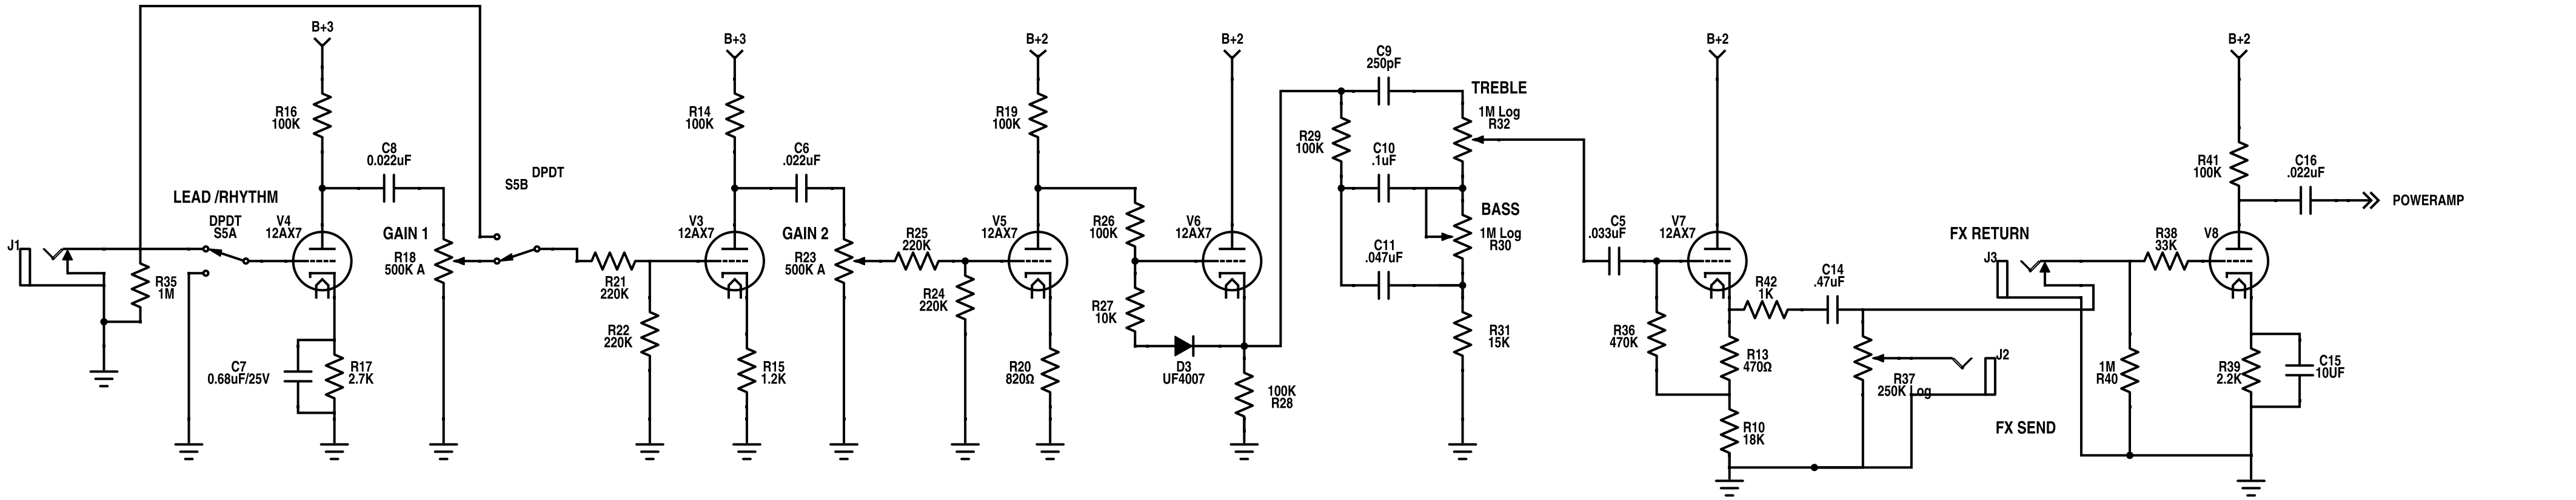 J1
R35
1M
LEAD /RHYTHM
DPDT
S5A
B+3
R16
100K
V4
12AX7
C7
0.68uF/25V
R17
2.7K
C8
0.022uF
GAIN 1
R18
500K A
S5B
DPDT
R21
220K
R22
220K
B+3
R14
100K
V3
12AX7
R15
1.2K
C6
.022uF
GAIN 2
R23
500K A
R25
220K
R24
220K
B+2
R19
100K
V5
12AX7
R20
820Ω
R26
100K
R27
10K
D3
UF4007
B+2
V6
12AX7
100K
R28
C9
250pF
R29
100K
C10
.1uF
C11
.047uF
TREBLE
1M Log
R32
BASS
1M Log
R30
R31
15K
C5
.033uF
R36
470K
B+2
V7
12AX7
R42
1K
R13
470Ω
R10
18K
C14
.47uF
R37
250K Log
J2
FX SEND
FX RETURN
J3
1M
R40
R38
33K
B+2
R41
100K
V8
R39
2.2K
C15
10UF
C16
.022uF
POWERAMP